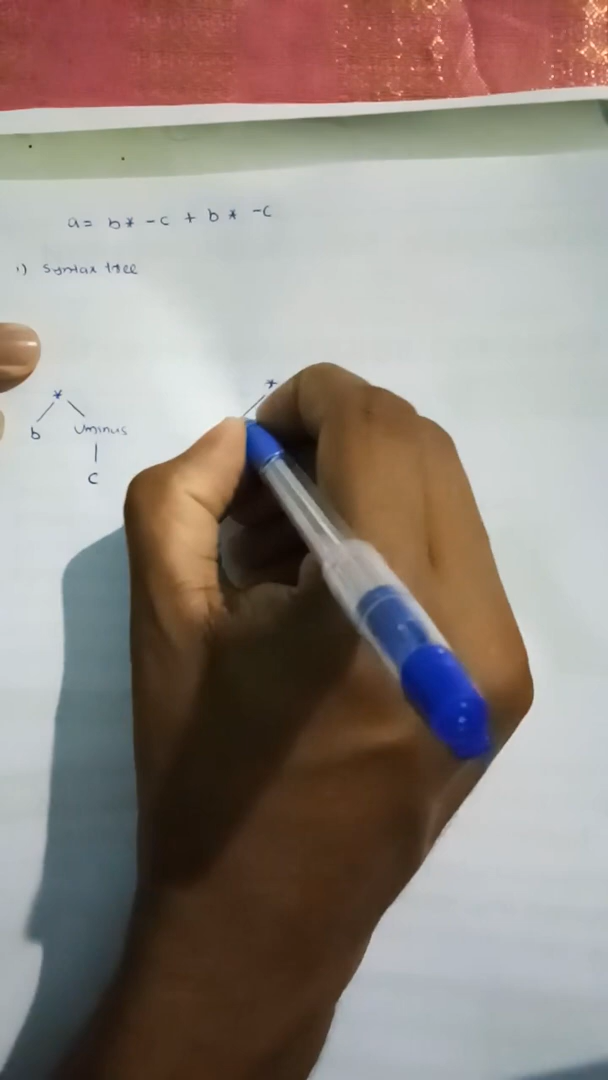 a = b * - c + b * - c
1) Syntax tree
* *
b Uminus
c